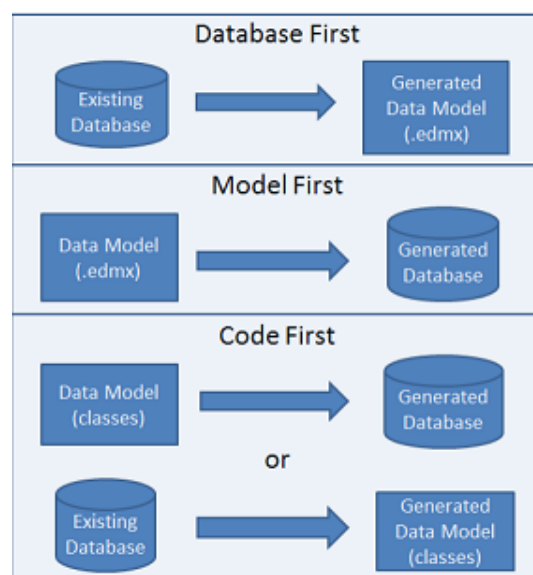 Database First
Existing
Database
Generated
Data Model
(.edmx)
Model First
Data Model
(.edmx)
Generated
Database
Code First
Data Model
(classes)
Generated
Database
or
Existing
Database
Generated
Data Model
(classes)